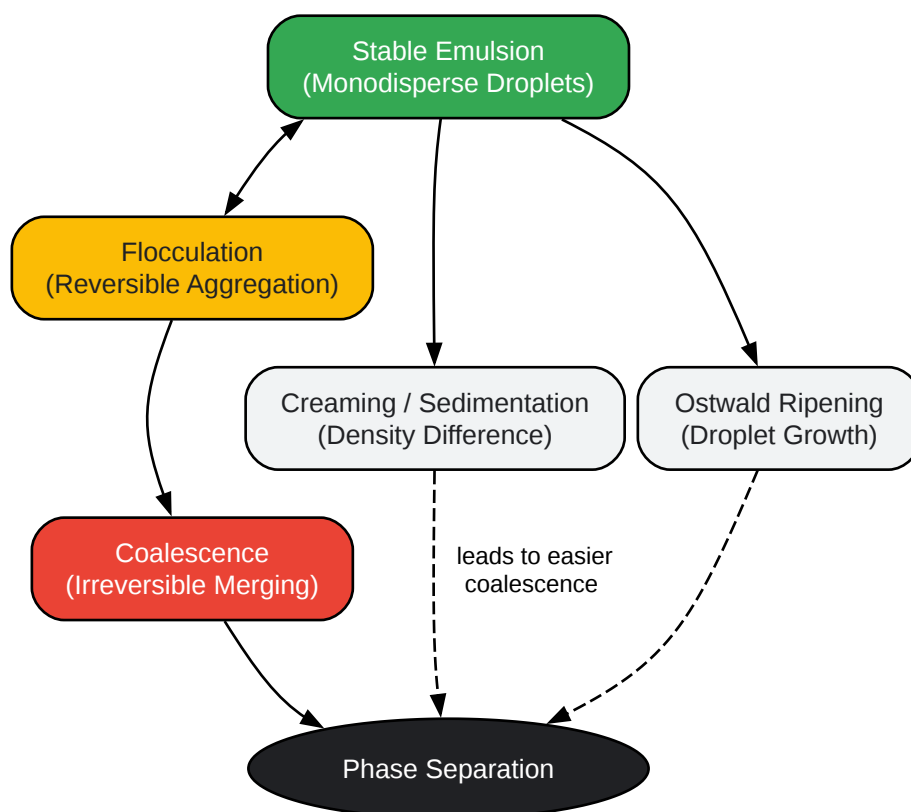 Stable Emulsion
(Monodisperse Droplets)
Flocculation
(Reversible Aggregation)
Creaming / Sedimentation
(Density Difference)
Ostwald Ripening
(Droplet Growth)
Coalescence
(Irreversible Merging)
leads to easier
coalescence
Phase Separation